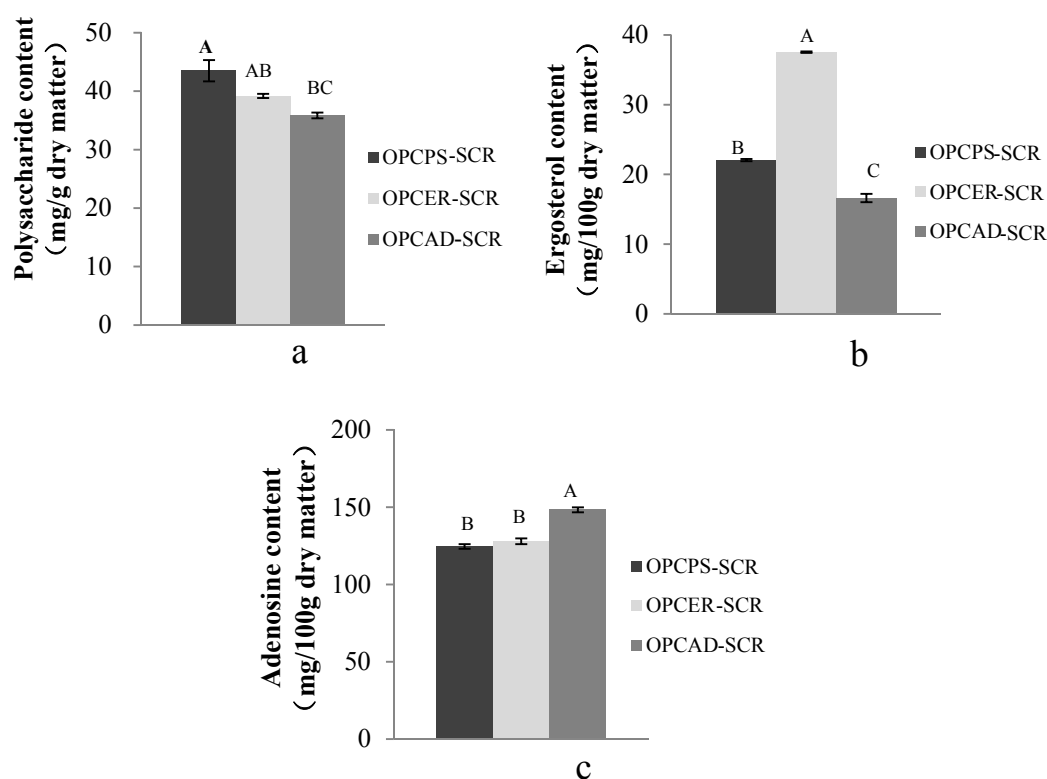 Polysaccharide content
（mg/g dry matter）
50
40
30
20
10
0
A
AB
BC
OPCPS-SCR
OPCER-SCR
OPCAD-SCR
a
Ergosterol content
（mg/100g dry matter）
40
30
20
10
0
B
A
C
OPCPS-SCR
OPCER-SCR
OPCAD-SCR
b
Adenosine content
（mg/100g dry matter）
200
150
100
50
0
B
B
A
OPCPS-SCR
OPCER-SCR
OPCAD-SCR
c